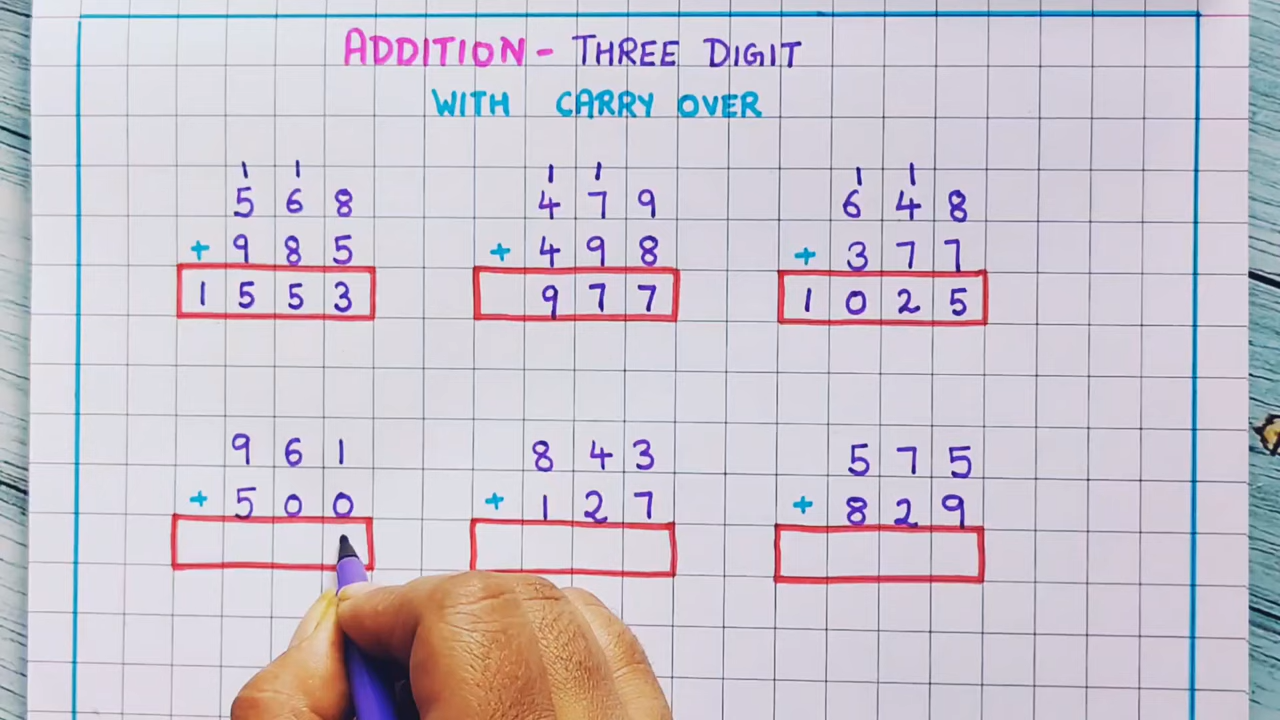 ADDITION - THREE DIGIT
WITH CARRY OVER
1 1
5 6 8
+ 9 8 5
1 5 5 3
1 1
4 7 9
+ 4 9 8
9 7 7
1 1
6 4 8
+ 3 7 7
1 0 2 5
9 6 1
+ 5 0 0
8 4 3
+ 1 2 7
5 7 5
+ 8 2 9